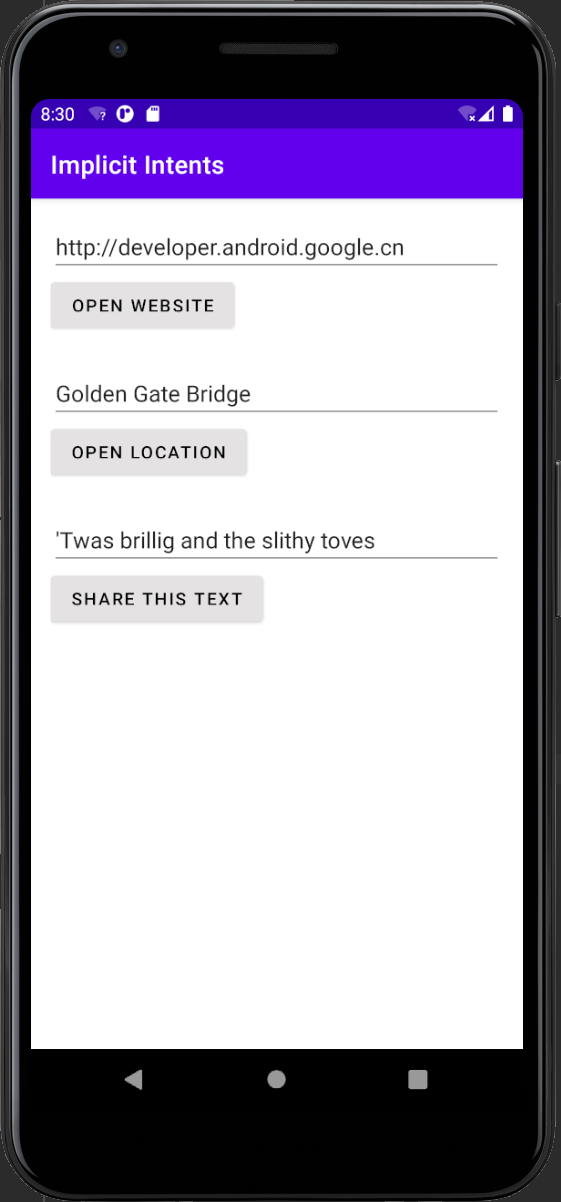 8:30
Implicit Intents
http://developer.android.google.cn
OPEN WEBSITE
Golden Gate Bridge
OPEN LOCATION
'Twas brillig and the slithy toves
SHARE THIS TEXT